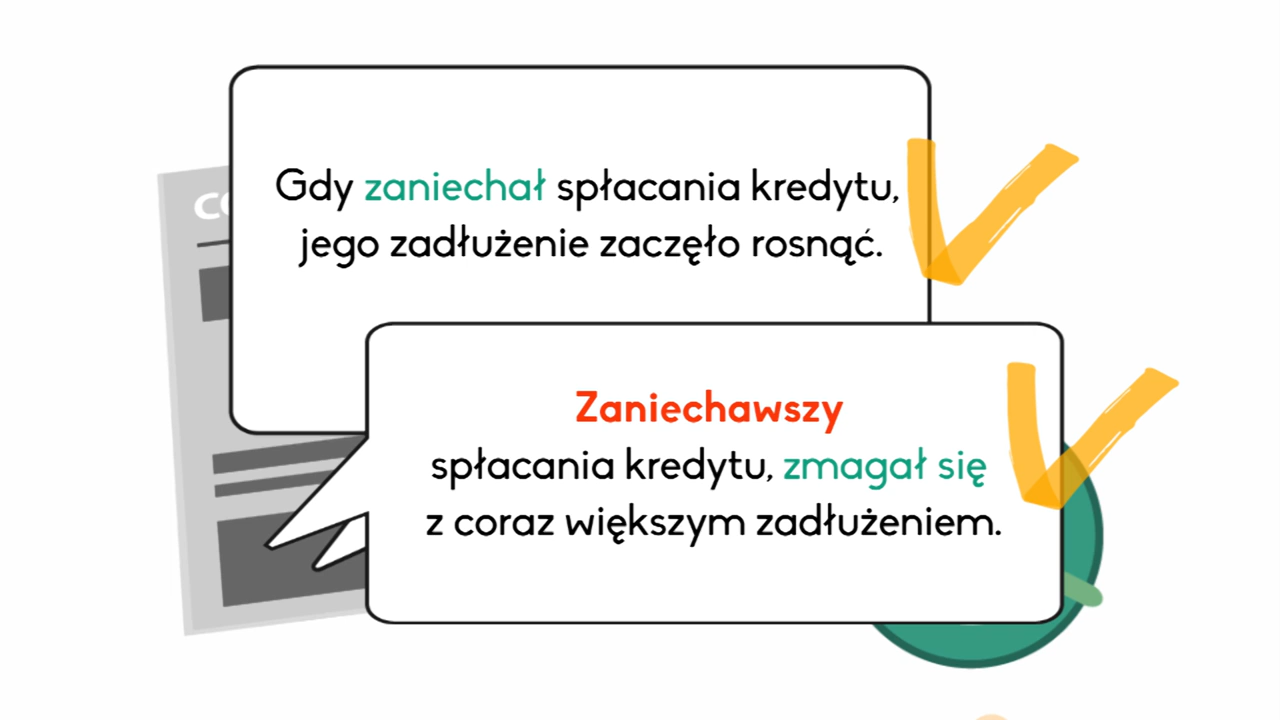 Gdy zaniechał spłacania kredytu,
jego zadłużenie zaczęło rosnąć.
Zaniechawszy
spłacania kredytu, zmagał się
z coraz większym zadłużeniem.